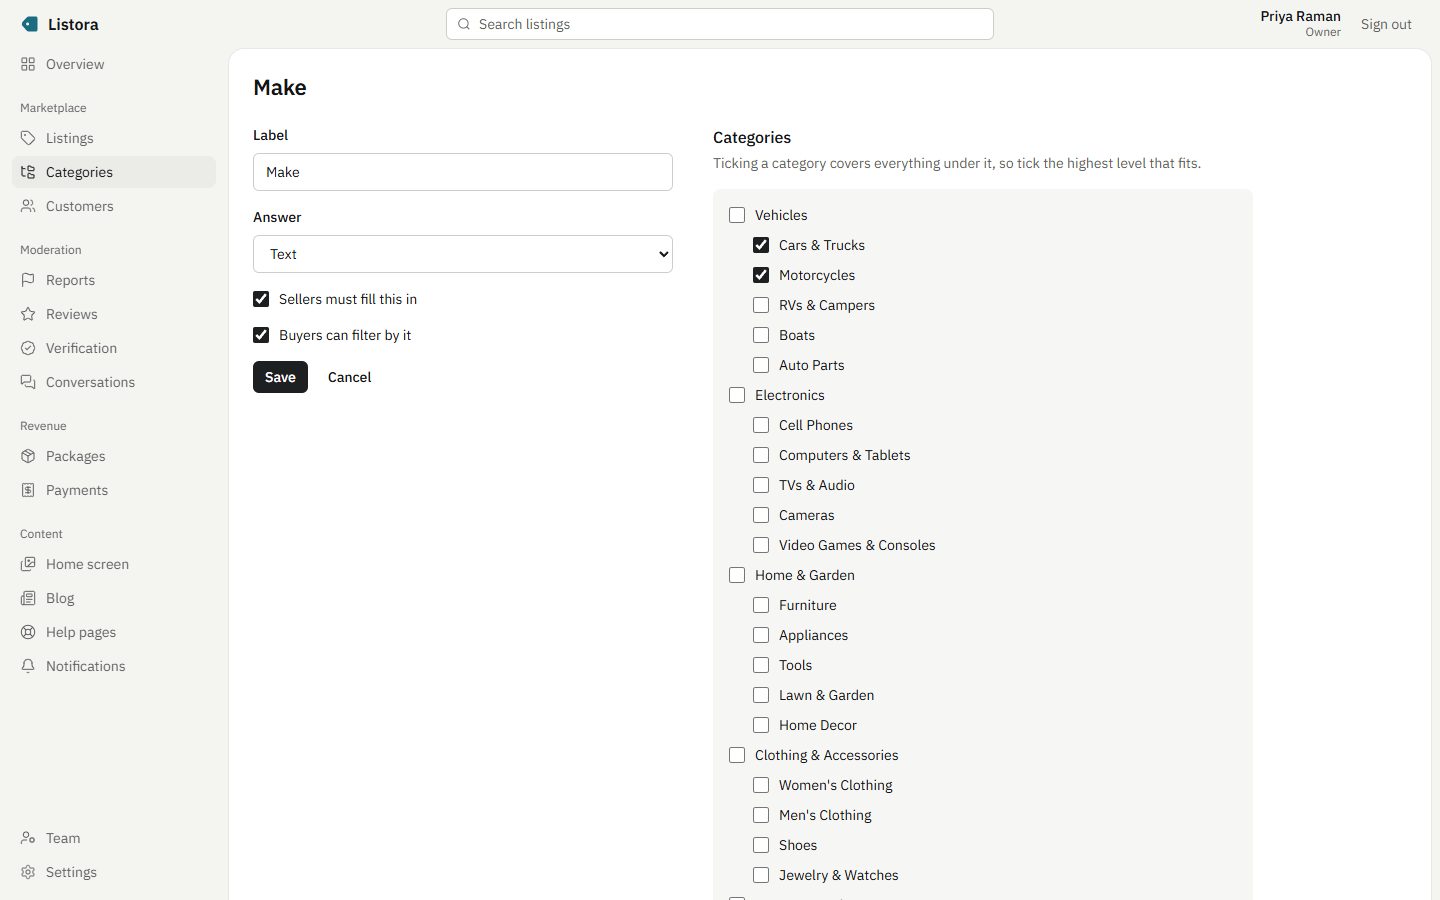 Listora
Search listings
Priya Raman
Owner
Sign out
Overview
Marketplace
Listings
Categories
Customers
Moderation
Reports
Reviews
Verification
Conversations
Revenue
Packages
Payments
Content
Home screen
Blog
Help pages
Notifications
Team
Settings
Make
Label
Make
Answer
Text
Sellers must fill this in
Buyers can filter by it
Save
Cancel
Categories
Ticking a category covers everything under it, so tick the highest level that fits.
Vehicles
Cars & Trucks
Motorcycles
RVs & Campers
Boats
Auto Parts
Electronics
Cell Phones
Computers & Tablets
TVs & Audio
Cameras
Video Games & Consoles
Home & Garden
Furniture
Appliances
Tools
Lawn & Garden
Home Decor
Clothing & Accessories
Women's Clothing
Men's Clothing
Shoes
Jewelry & Watches